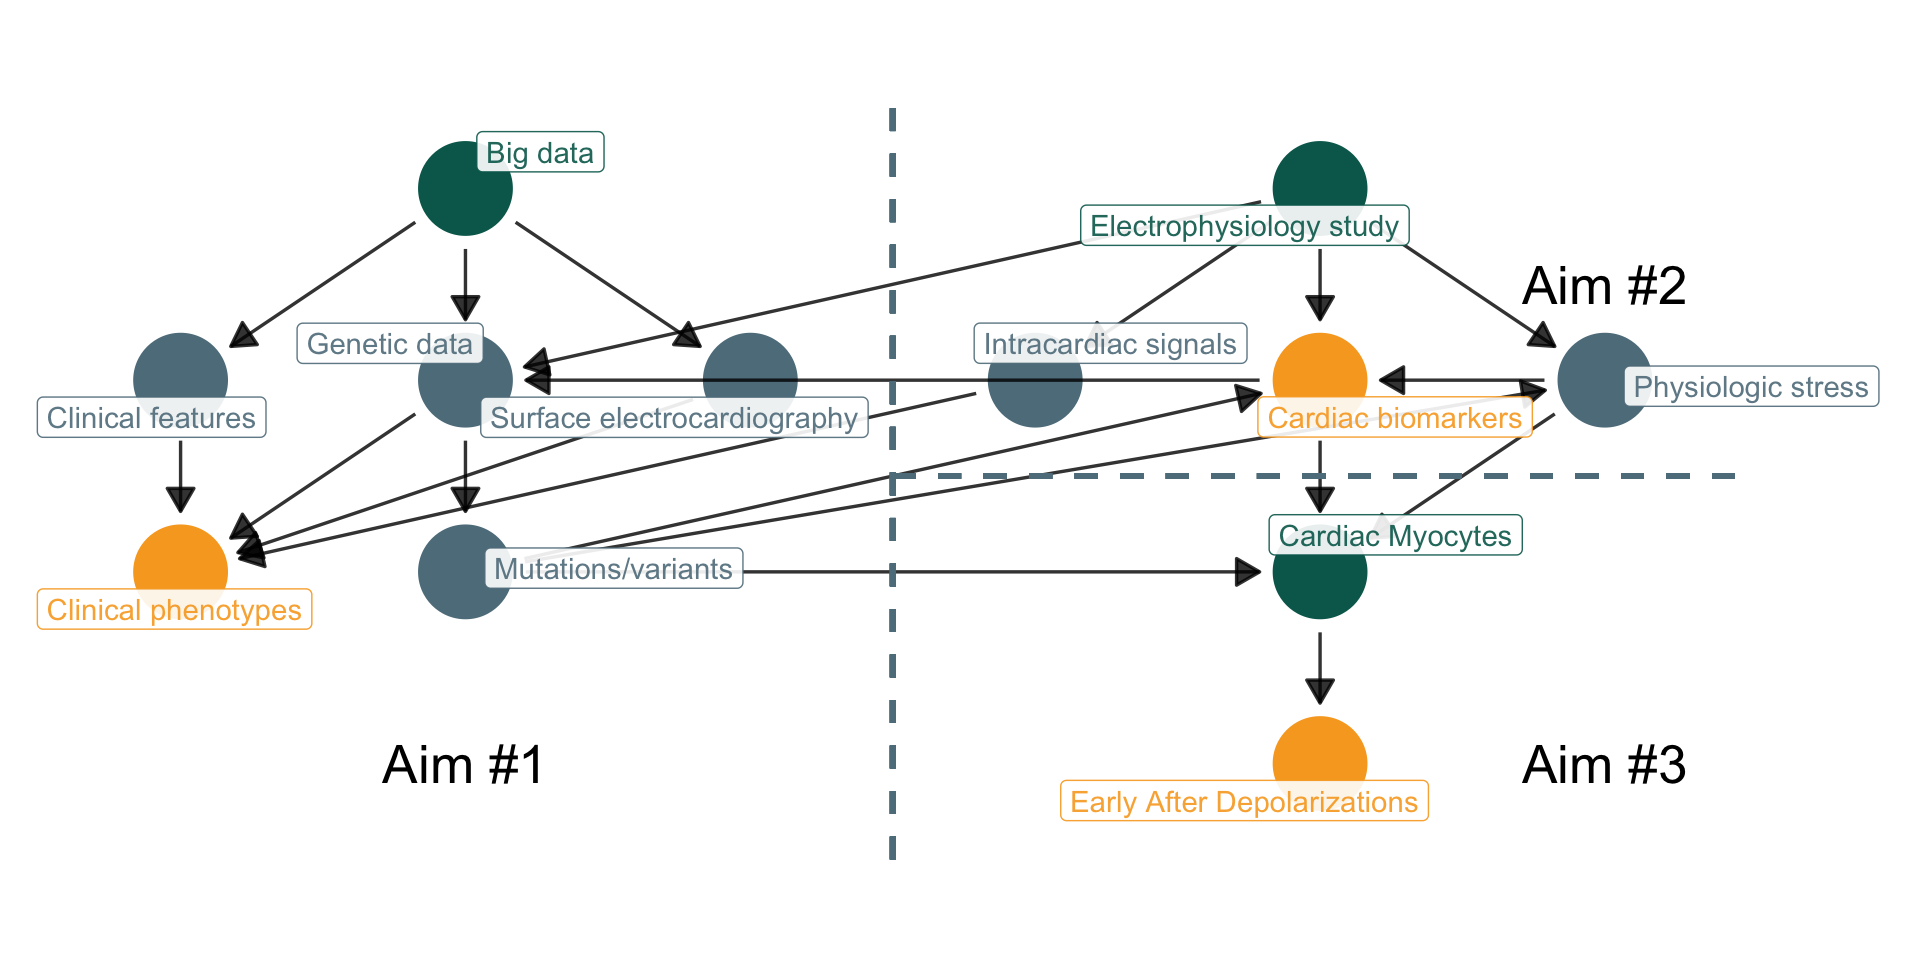 Big data
Electrophysiology study
Aim #2
Genetic data
Intracardiac signals
Physiologic stress
Clinical features
Surface electrocardiography
Cardiac biomarkers
Cardiac Myocytes
Mutations/variants
Clinical phenotypes
Aim #1
Aim #3
Early After Depolarizations